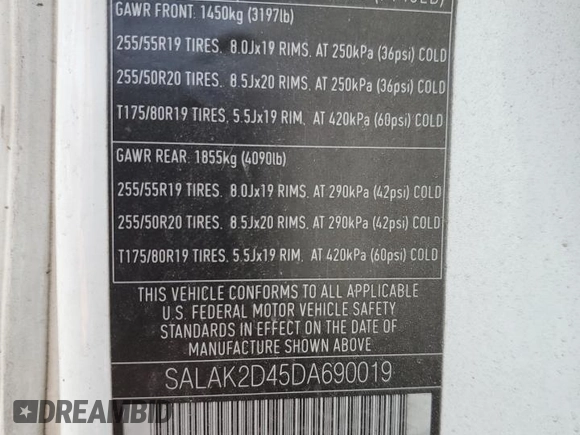 GAWR FRONT: 1450kg (3197lb)
255/55R19 TIRES, 8.0Jx19 RIMS, AT 250kPa (36psi) COLD
255/50R20 TIRES, 8.5Jx20 RIMS, AT 250kPa (36psi) COLD
T175/80R19 TIRES, 5.5Jx19 RIM, AT 420kPa (60psi) COLD
GAWR REAR: 1855kg (4090lb)
255/55R19 TIRES, 8.0Jx19 RIMS, AT 290kPa (42psi) COLD
255/50R20 TIRES, 8.5Jx20 RIMS, AT 290kPa (42psi) COLD
T175/80R19 TIRES, 5.5Jx19 RIM, AT 420kPa (60psi) COLD
THIS VEHICLE CONFORMS TO ALL APPLICABLE
U.S. FEDERAL MOTOR VEHICLE SAFETY
STANDARDS IN EFFECT ON THE DATE OF
MANUFACTURE SHOWN ABOVE
SALAK2D45DA690019
DREAMBID